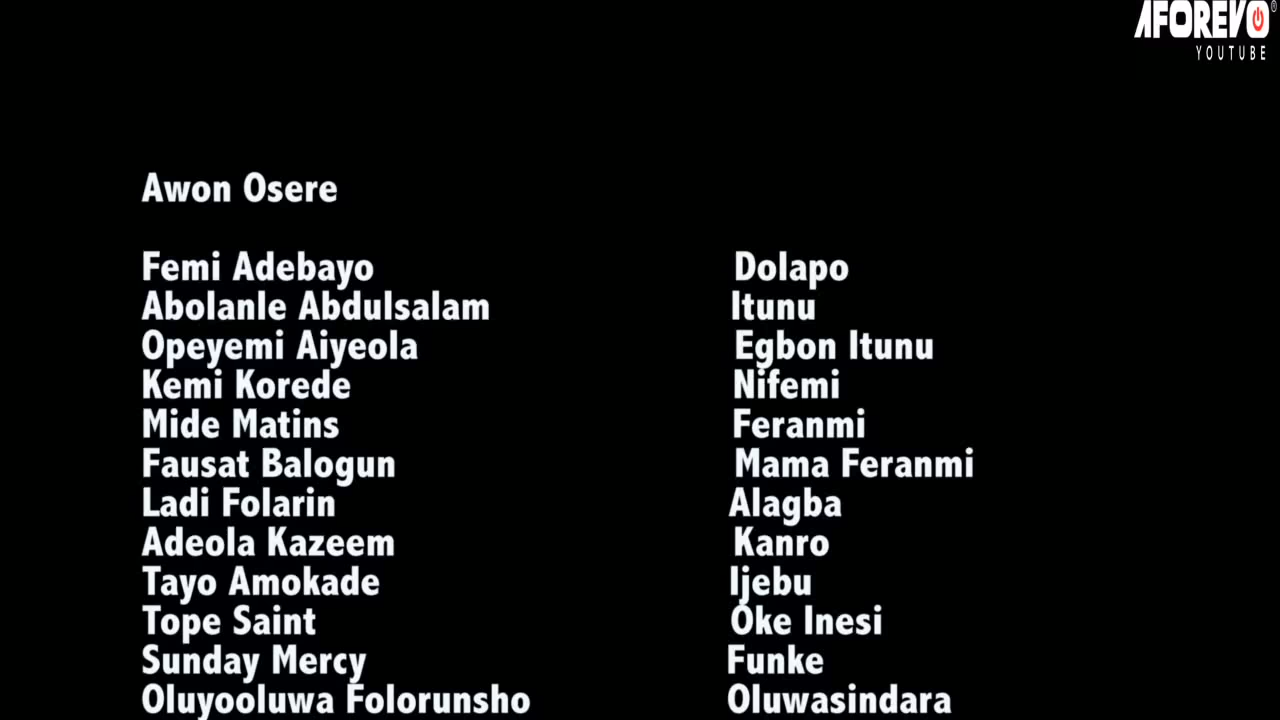 AFOREVO
YOUTUBE
Awon Osere
Femi Adebayo Dolapo
Abolanle Abdulsalam Itunu
Opeyemi Aiyeola Egbon Itunu
Kemi Korede Nifemi
Mide Matins Feranmi
Fausat Balogun Mama Feranmi
Ladi Folarin Alagba
Adeola Kazeem Kanro
Tayo Amokade Ijebu
Tope Saint Oke Inesi
Sunday Mercy Funke
Oluyooluwa Folorunsho Oluwasindara